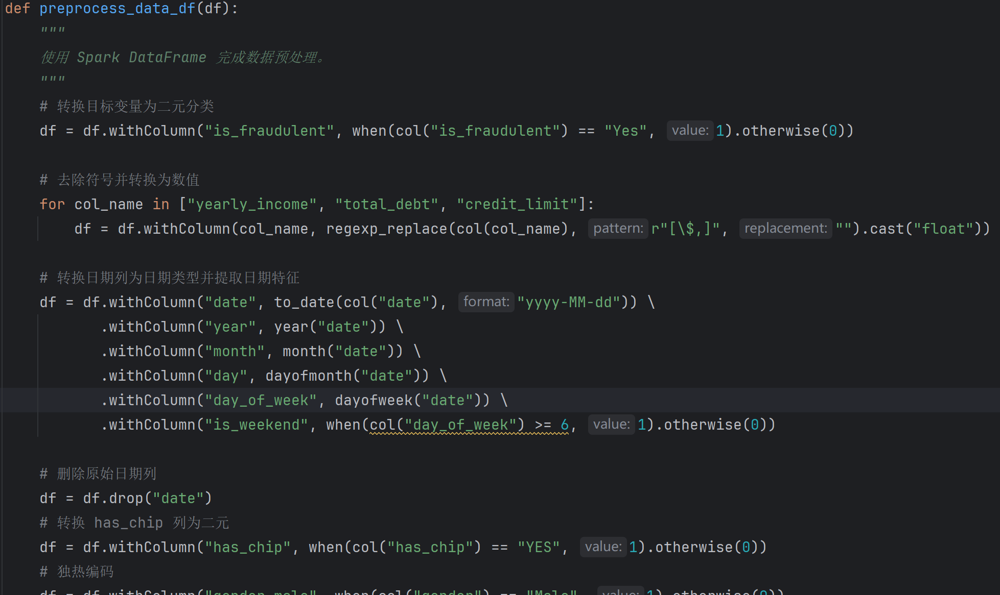 def preprocess_data_df(df):
"""
使用 Spark DataFrame 完成数据预处理。
"""
# 转换目标变量为二元分类
df = df.withColumn("is_fraudulent", when(col("is_fraudulent") == "Yes", value: 1).otherwise(0))
# 去除符号并转换为数值
for col_name in ["yearly_income", "total_debt", "credit_limit"]:
df = df.withColumn(col_name, regexp_replace(col(col_name), pattern: r"[\$,]", replacement: "").cast("float"))
# 转换日期列为日期类型并提取日期特征
df = df.withColumn("date", to_date(col("date"), format: "yyyy-MM-dd")) \
.withColumn("year", year("date")) \
.withColumn("month", month("date")) \
.withColumn("day", dayofmonth("date")) \
.withColumn("day_of_week", dayofweek("date")) \
.withColumn("is_weekend", when(col("day_of_week") >= 6, value: 1).otherwise(0))
# 删除原始日期列
df = df.drop("date")
# 转换 has_chip 列为二元
df = df.withColumn("has_chip", when(col("has_chip") == "YES", value: 1).otherwise(0))
# 独热编码
df = df.withColumn("gender_male", when(col("gender") == "Male", value: 1).otherwise(0))